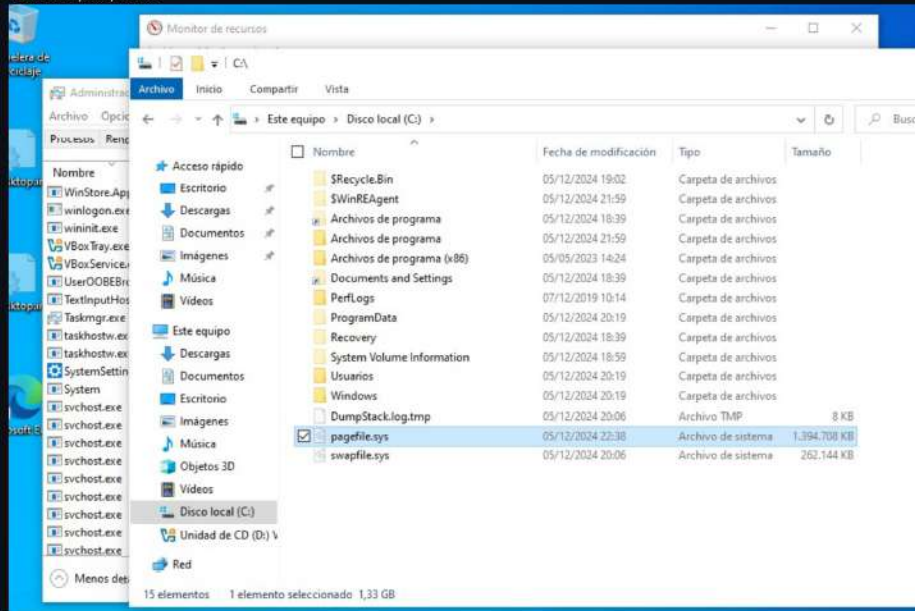 Monitor de recursos
C:\
Archivo Inicio Compartir Vista
Este equipo > Disco local (C:) >
Nombre Fecha de modificación Tipo Tamaño
$Recycle.Bin 05/12/2024 19:02 Carpeta de archivos
$WinREAgent 05/12/2024 21:59 Carpeta de archivos
Archivos de programa 05/12/2024 18:39 Carpeta de archivos
Archivos de programa 05/12/2024 21:59 Carpeta de archivos
Archivos de programa (x86) 05/05/2023 14:24 Carpeta de archivos
Documents and Settings 05/12/2024 18:39 Carpeta de archivos
PerfLogs 07/12/2019 10:14 Carpeta de archivos
ProgramData 05/12/2024 20:19 Carpeta de archivos
Recovery 05/12/2024 18:39 Carpeta de archivos
System Volume Information 05/12/2024 18:59 Carpeta de archivos
Usuarios 05/12/2024 20:19 Carpeta de archivos
Windows 05/12/2024 20:19 Carpeta de archivos
DumpStack.log.tmp 05/12/2024 20:06 Archivo TMP 8 KB
pagefile.sys 05/12/2024 22:38 Archivo de sistema 1.394.708 KB
swapfile.sys 05/12/2024 20:06 Archivo de sistema 262.144 KB
Acceso rápido
Escritorio
Descargas
Documentos
Imágenes
Música
Vídeos
Este equipo
Descargas
Documentos
Escritorio
Imágenes
Música
Objetos 3D
Vídeos
Disco local (C:)
Unidad de CD (D:) V
Red
15 elementos 1 elemento seleccionado 1,33 GB
Archivo
Procesos
Nombre
WinStore.App
winlogon.exe
wininit.exe
VBoxTray.exe
VBoxService.
UserOOBEBro
TextInputHos
Taskmgr.exe
taskhostw.ex
taskhostw.ex
SystemSettin
System
svchost.exe
svchost.exe
svchost.exe
svchost.exe
svchost.exe
svchost.exe
svchost.exe
svchost.exe
svchost.exe
Menos det